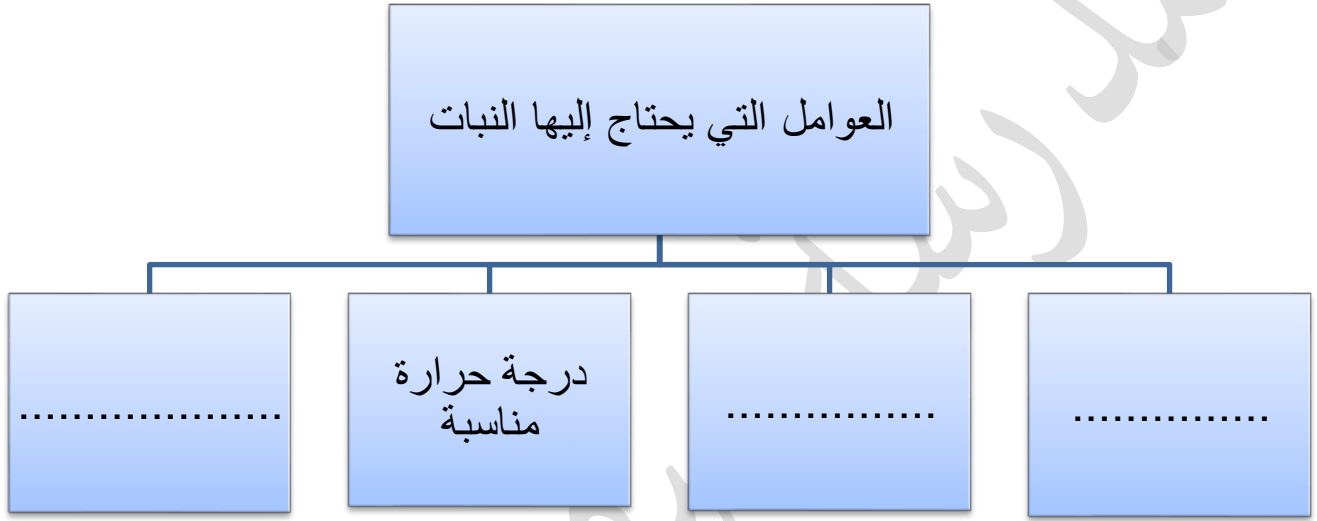 العوامل التي يحتاج إليها النبات
...............
................
درجة حرارة
مناسبة
....................